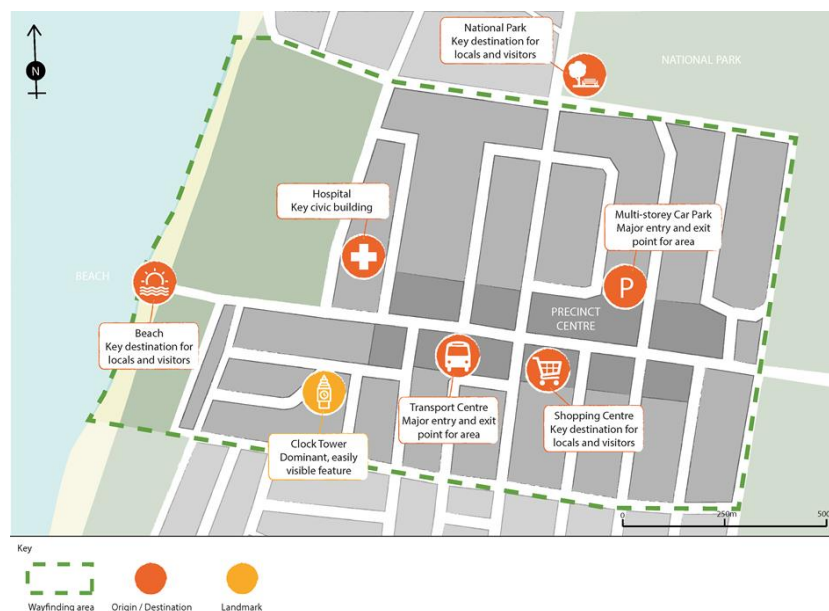 National Park
Key destination for
locals and visitors
NATIONAL PARK
N
Hospital
Key civic building
Multi-storey Car Park
Major entry and exit
point for area
BEACH
P
PRECINCT
CENTRE
Beach
Key destination for
locals and visitors
Transport Centre
Major entry and exit
point for area
Shopping Centre
Key destination for
locals and visitors
Clock Tower
Dominant, easily
visible feature
0 250m 500
Key
Wayfinding area
Origin / Destination
Landmark